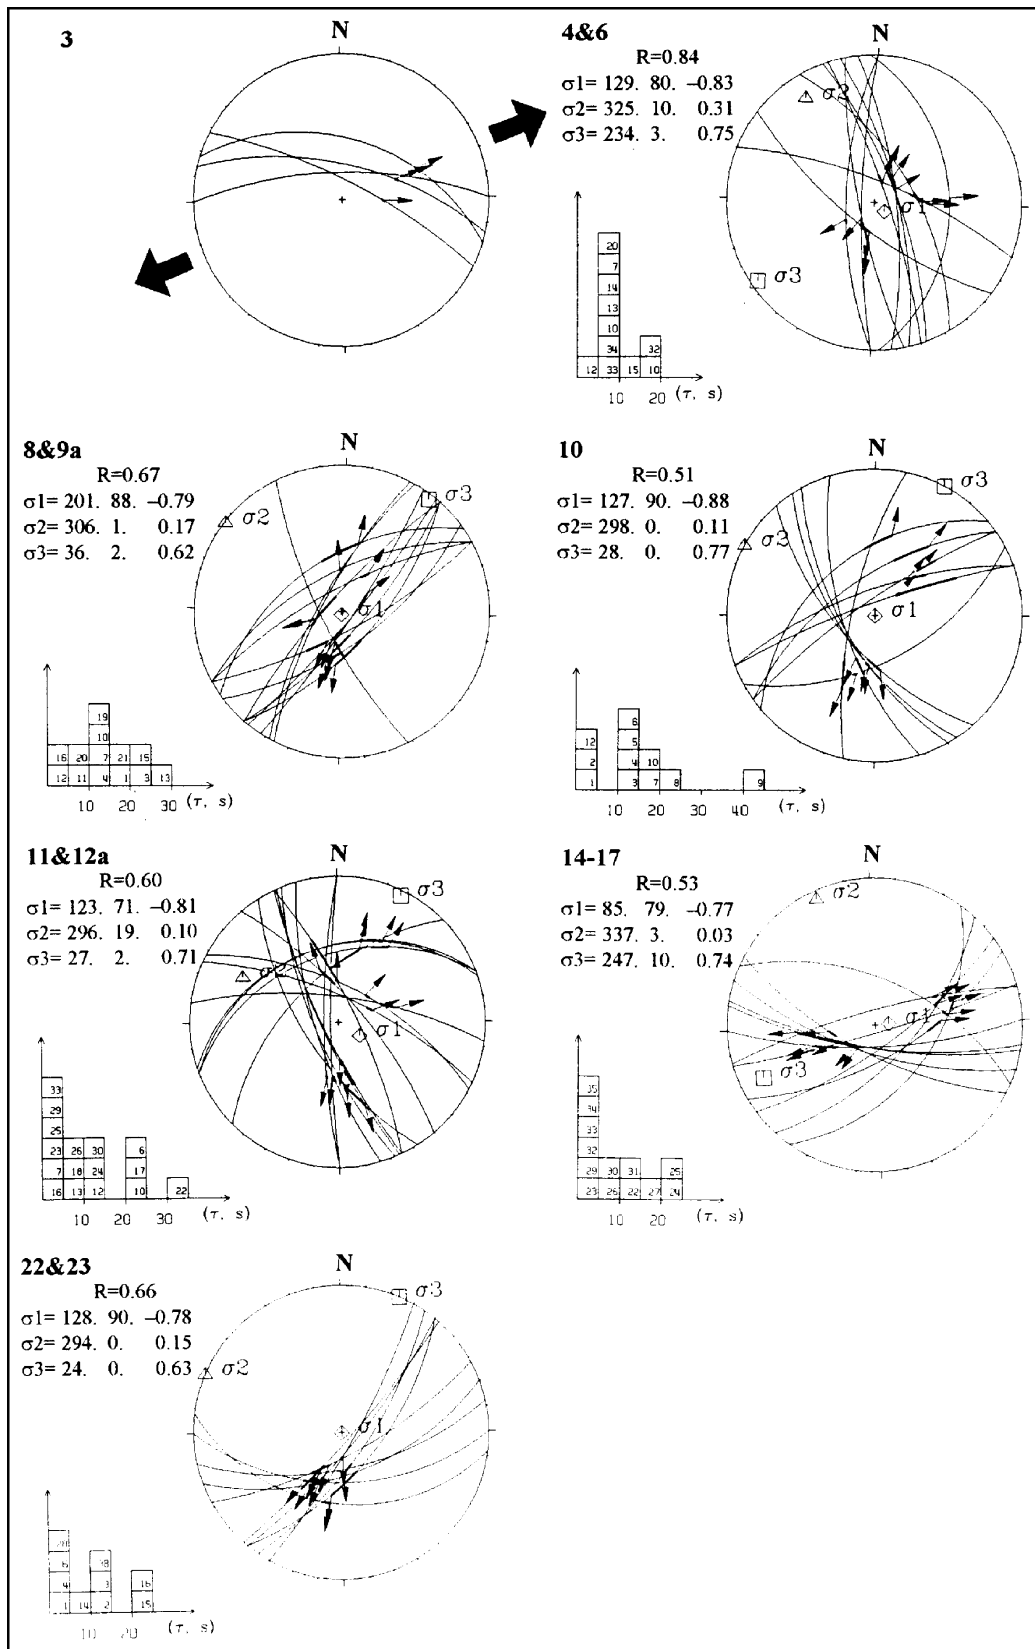 3
N
4&6
N
R=0.84
σ1= 129. 80. −0.83
σ2= 325. 10. 0.31
σ3= 234. 3. 0.75
σ2
σ1
σ3
20
7
14
13
10
34 32
12 33 15 10
10 20 (τ, s)
8&9a
N
R=0.67
σ1= 201. 88. −0.79
σ2= 306. 1. 0.17
σ3= 36. 2. 0.62
σ3
σ2
σ1
19
10
16 20 7 21 15
12 11 4 1 3 13
10 20 30 (τ, s)
10
N
R=0.51
σ1= 127. 90. −0.88
σ2= 298. 0. 0.11
σ3= 28. 0. 0.77
σ3
σ2
σ1
6
12 5
2 4 10
1 3 7 8 9
10 20 30 40 (τ, s)
11&12a
N
R=0.60
σ1= 123. 71. −0.81
σ2= 296. 19. 0.10
σ3= 27. 2. 0.71
σ3
σ2
σ1
33
29
25
23 26 30 6
7 18 24 17
16 13 12 10 22
10 20 30 (τ, s)
14-17
N
R=0.53
σ1= 85. 79. −0.77
σ2= 337. 3. 0.03
σ3= 247. 10. 0.74
σ2
σ1
σ3
35
34
33
32
29 30 31 25
23 26 22 27 24
10 20 (τ, s)
22&23
N
R=0.66
σ1= 128. 90. −0.78
σ2= 294. 0. 0.15
σ3= 24. 0. 0.63
σ3
σ2
σ1
6
4 3 16
1 14 2 15
10 20 (τ, s)